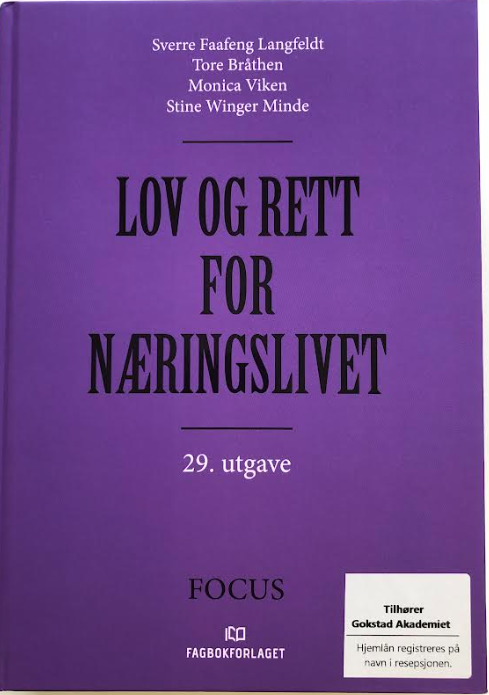 Sverre Faafeng Langfeldt
Tore Bråthen
Monica Viken
Stine Winger Minde
LOV OG RETT
FOR
NÆRINGSLIVET
29. utgave
FOCUS
FAGBOKFORLAGET
Tilhører
Gokstad Akademiet
Hjemlån registreres på
navn i resepsjonen.